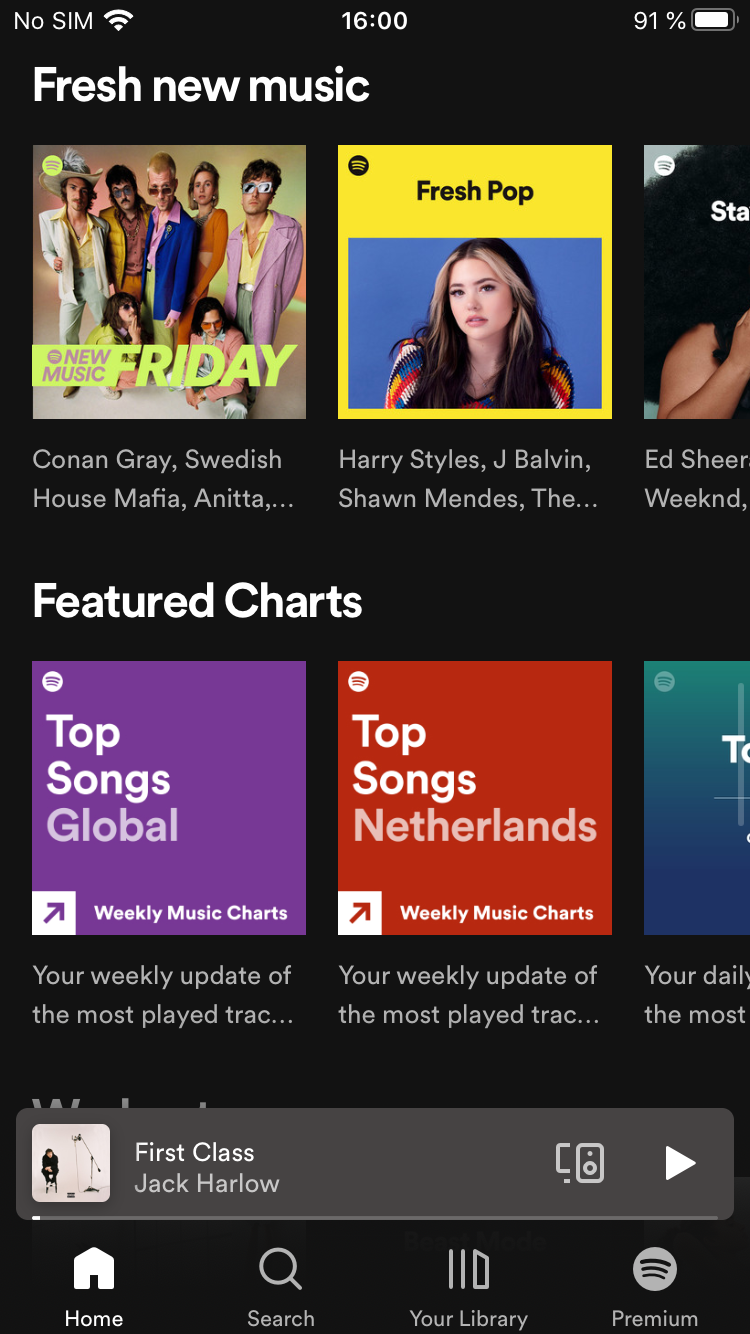 No SIM 16:00 91 %
Fresh new music
NEW
MUSIC FRIDAY
Fresh Pop
Conan Gray, Swedish
House Mafia, Anitta,...
Harry Styles, J Balvin,
Shawn Mendes, The...
Ed Sheer
Weeknd,
Featured Charts
Top
Songs
Global
Weekly Music Charts
Top
Songs
Netherlands
Weekly Music Charts
Your weekly update of
the most played trac...
Your weekly update of
the most played trac...
Your daily
the most
First Class
Jack Harlow
Beast Mode
Home
Search
Your Library
Premium